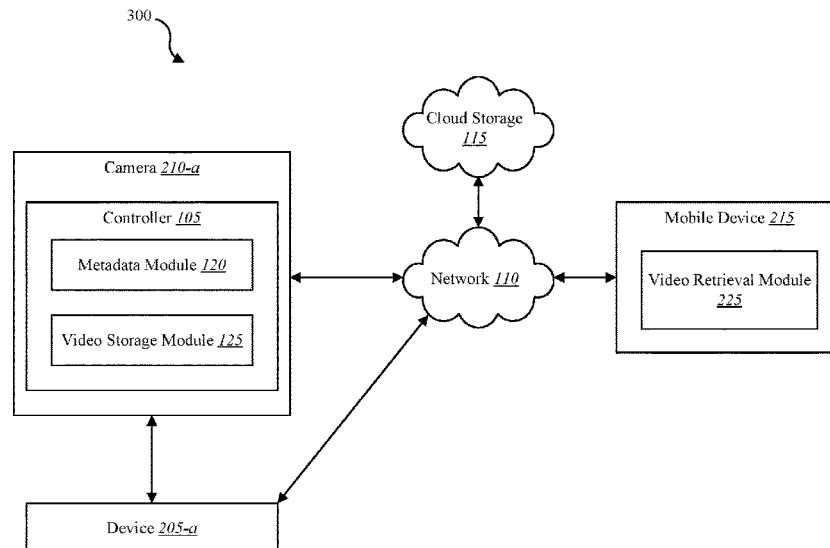 300
Cloud Storage
115
Camera 210-a
Controller 105
Metadata Module 120
Video Storage Module 125
Network 110
Mobile Device 215
Video Retrieval Module
225
Device 205-a